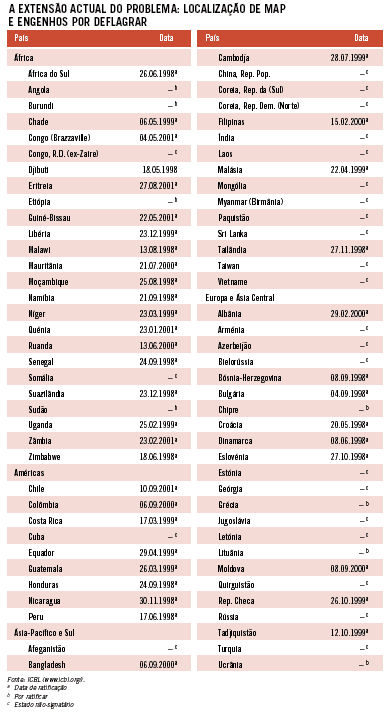 A EXTENSÃO ACTUAL DO PROBLEMA: LOCALIZAÇÃO DE MAP
E ENGENHOS POR DEFLAGRAR
País Data
África
África do Sul 26.06.1998ᵃ
Angola – ᵇ
Burundi – ᵇ
Chade 06.05.1999ᵃ
Congo (Brazzaville) 04.05.2001ᵃ
Congo, R.D. (ex-Zaire) – ᶜ
Djibuti 18.05.1998
Eritreia 27.08.2001ᵃ
Etiópia – ᵇ
Guiné-Bissau 22.05.2001ᵃ
Libéria 23.12.1999ᵃ
Malawi 13.08.1998ᵃ
Mauritânia 21.07.2000ᵃ
Moçambique 25.08.1998ᵃ
Namíbia 21.09.1998ᵃ
Níger 23.03.1999ᵃ
Quénia 23.01.2001ᵃ
Ruanda 13.06.2000ᵃ
Senegal 24.09.1998ᵃ
Somália – ᶜ
Suazilândia 23.12.1998ᵃ
Sudão – ᵇ
Uganda 25.02.1999ᵃ
Zâmbia 23.02.2001ᵃ
Zimbabwe 18.06.1998ᵃ
Américas
Chile 10.09.2001ᵃ
Colômbia 06.09.2000ᵃ
Costa Rica 17.03.1999ᵃ
Cuba – ᶜ
Equador 29.04.1999ᵃ
Guatemala 26.03.1999ᵃ
Honduras 24.09.1998ᵃ
Nicaragua 30.11.1998ᵃ
Peru 17.06.1998ᵃ
Ásia-Pacífico e Sul
Afeganistão – ᶜ
Bangladesh 06.09.2000ᵃ
País Data
Cambodja 28.07.1999ᵃ
China, Rep. Pop. – ᶜ
Coreia, Rep. da (Sul) – ᶜ
Coreia, Rep. Dem. (Norte) – ᶜ
Filipinas 15.02.2000ᵃ
Índia – ᶜ
Laos – ᶜ
Malásia 22.04.1999ᵃ
Mongólia – ᶜ
Myanmar (Birmânia) – ᶜ
Paquistão – ᶜ
Sri Lanka – ᶜ
Tailândia 27.11.1998ᵃ
Taiwan – ᶜ
Vietname – ᶜ
Europa e Ásia Central
Albânia 29.02.2000ᵃ
Arménia – ᶜ
Azerbeijão – ᶜ
Bielorússia – ᶜ
Bósnia-Herzegovina 08.09.1998ᵃ
Bulgária 04.09.1998ᵃ
Chipre – ᵇ
Croácia 20.05.1998ᵃ
Dinamarca 08.06.1998ᵃ
Eslovénia 27.10.1998ᵃ
Estónia – ᶜ
Geórgia – ᶜ
Grécia – ᵇ
Jugoslávia – ᶜ
Letónia – ᶜ
Lituânia – ᵇ
Moldova 08.09.2000ᵃ
Quirguistão – ᶜ
Rep. Checa 26.10.1999ᵃ
Rússia – ᶜ
Tadjiquistão 12.10.1999ᵃ
Turquia – ᶜ
Ucrânia – ᵇ
Fonte: ICBL (www.icbl.org).
ᵃ Data de ratificação
ᵇ Por ratificar
ᶜ Estado não-signatário